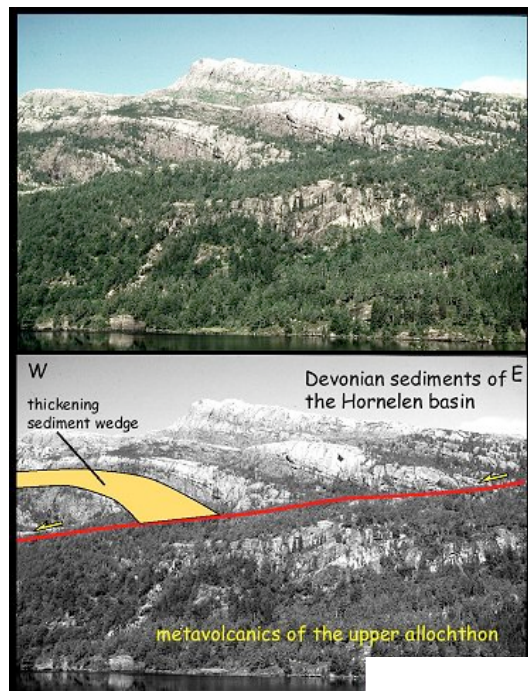 W
E
Devonian sediments of
the Hornelen basin
thickening
sediment wedge
metavolcanics of the upper allochthon